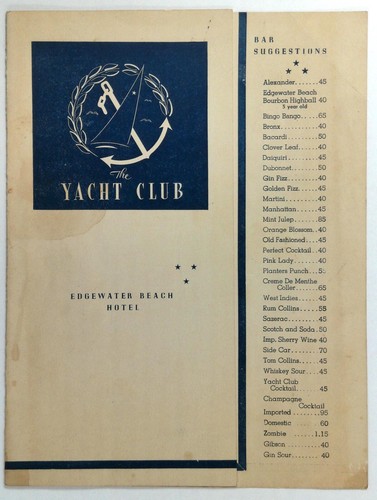 The
YACHT CLUB
EDGEWATER BEACH
HOTEL
BAR
SUGGESTIONS
Alexander.......45
Edgewater Beach
Bourbon Highball 40
5 year old
Bingo Bengo.....65
Bronx..........40
Bacardi........50
Clover Leaf.....40
Daiquiri........45
Dubonnet.......50
Gin Fizz........40
Golden Fizz.....45
Martini.........40
Manhattan......45
Mint Julep......85
Orange Blossom..40
Old Fashioned....45
Perfect Cocktail..40
Pink Lady.......40
Planters Punch...55
Creme De Menthe
Coller.......65
West Indies.....45
Rum Collins.....55
Sazerac........45
Scotch and Soda.50
Imp. Sherry Wine 40
Side Car.......70
Tom Collins.....45
Whiskey Sour....45
Yacht Club
Cocktail....45
Champagne
Cocktail
Imported........95
Domestic 60
Zombie ......1.15
Gibson ........40
Gin Sour.......40